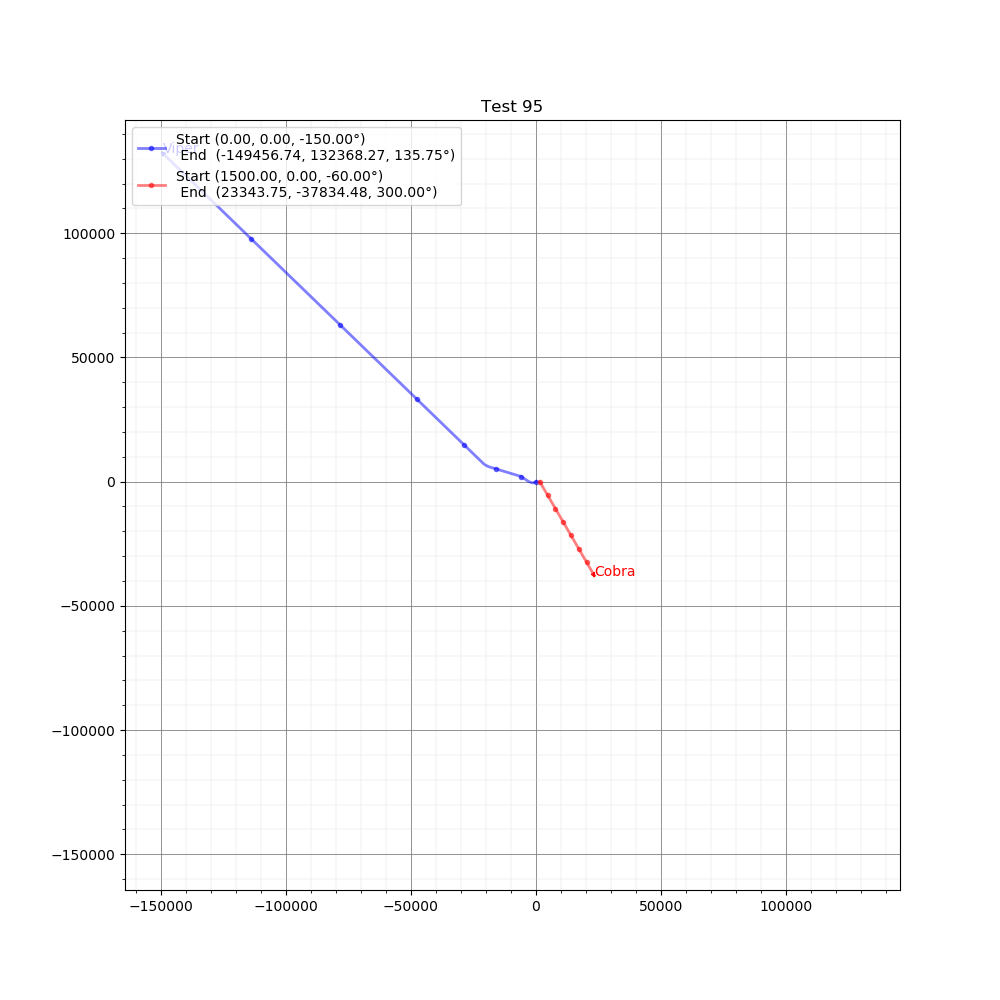 Test 95
Start (0.00, 0.00, -150.00°)
End (-149456.74, 132368.27, 135.75°)
Start (1500.00, 0.00, -60.00°)
End (23343.75, -37834.48, 300.00°)
Viper
100000
50000
0
Cobra
−50000
−100000
−150000
−150000 −100000 −50000 0 50000 100000